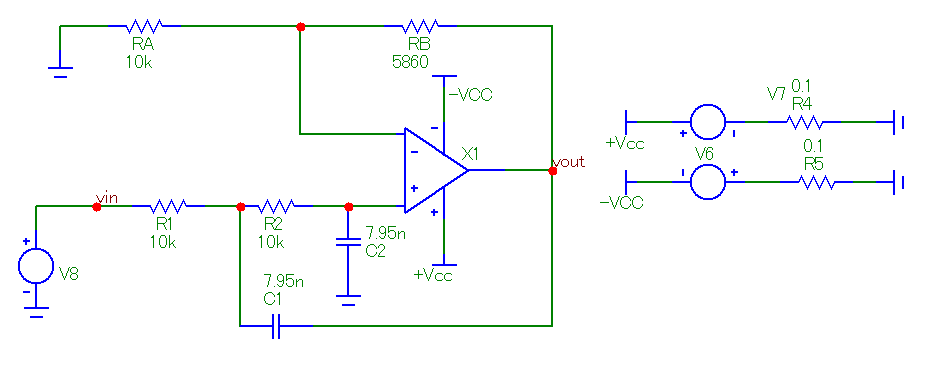 RA
10k
RB
5860
-VCC
X1
vout
+Vcc
vin
R1
10k
R2
10k
7.95n
C2
7.95n
C1
V8
V7
0.1
R4
+Vcc
V6
0.1
R5
-VCC